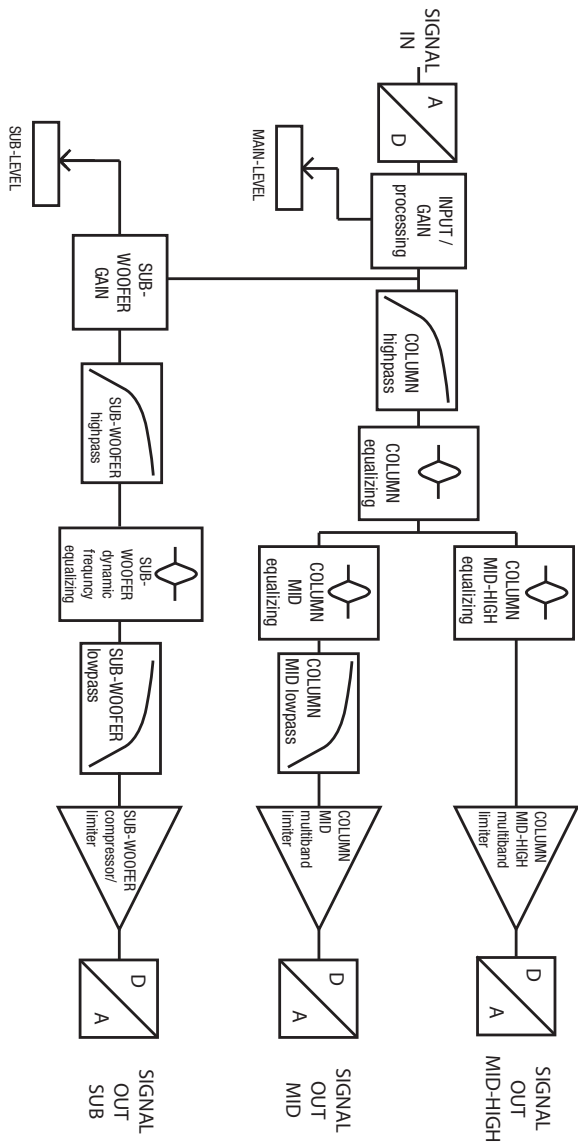 SIGNAL
IN
A
D
INPUT /
GAIN
processing
MAIN-LEVEL
COLUMN
highpass
COLUMN
equalizing
COLUMN
MID-HIGH
equalizing
COLUMN
MID-HIGH
multiband
limiter
D
A
SIGNAL
OUT
MID-HIGH
COLUMN
MID
equalizing
COLUMN
MID lowpass
COLUMN
MID
multiband
limiter
D
A
SIGNAL
OUT
MID
SUB-LEVEL
SUB-
WOOFER
GAIN
SUB-WOOFER
highpass
SUB-
WOOFER
dynamic
frequncy
equalizing
SUB-WOOFER
lowpass
SUB-WOOFER
compressor/
limiter
D
A
SIGNAL
OUT
SUB